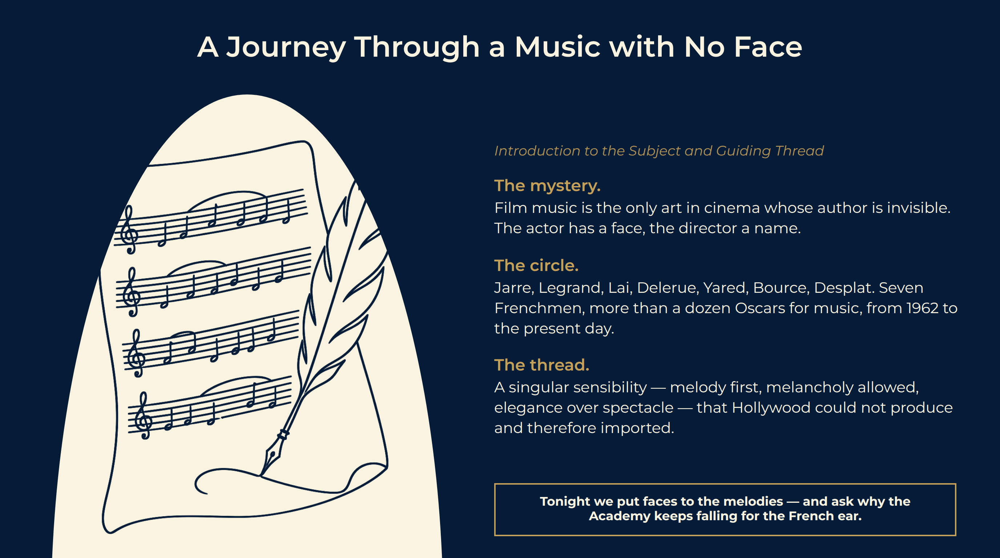 A Journey Through a Music with No Face
Introduction to the Subject and Guiding Thread
The mystery.
Film music is the only art in cinema whose author is invisible.
The actor has a face, the director a name.
The circle.
Jarre, Legrand, Lai, Delerue, Yared, Bource, Desplat. Seven
Frenchmen, more than a dozen Oscars for music, from 1962 to
the present day.
The thread.
A singular sensibility — melody first, melancholy allowed,
elegance over spectacle — that Hollywood could not produce
and therefore imported.
Tonight we put faces to the melodies — and ask why the
Academy keeps falling for the French ear.